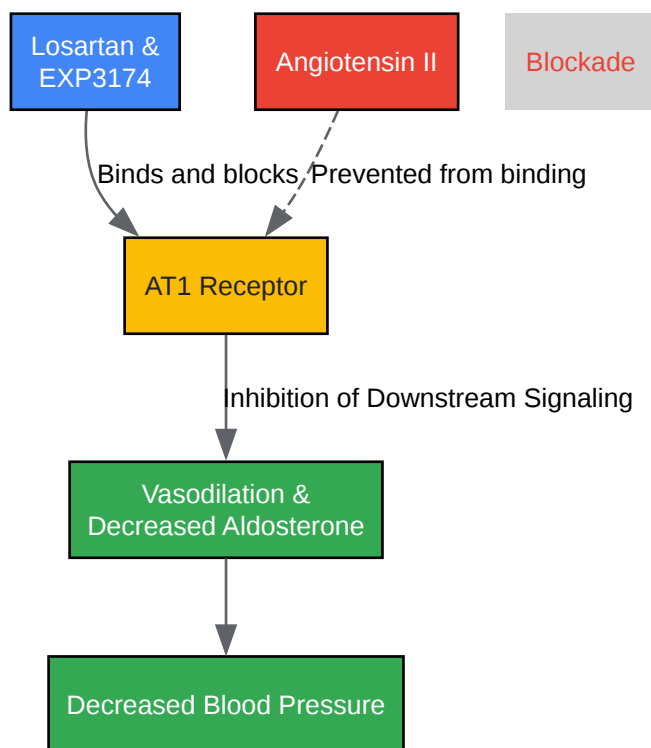 Losartan &
EXP3174
Angiotensin II
Blockade
Binds and blocks
Prevented from binding
AT1 Receptor
Inhibition of Downstream Signaling
Vasodilation &
Decreased Aldosterone
Decreased Blood Pressure